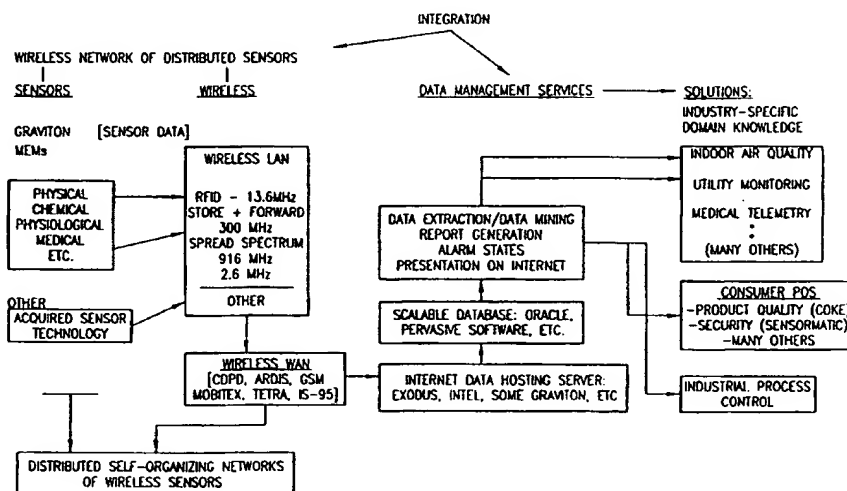 INTEGRATION
WIRELESS NETWORK OF DISTRIBUTED SENSORS
SENSORS
WIRELESS
DATA MANAGEMENT SERVICES
SOLUTIONS:
INDUSTRY-SPECIFIC
DOMAIN KNOWLEDGE
GRAVITON [SENSOR DATA]
MEMs
PHYSICAL
CHEMICAL
PHYSIOLOGICAL
MEDICAL
ETC.
OTHER
ACQUIRED SENSOR
TECHNOLOGY
WIRELESS LAN
RFID - 13.6MHz
STORE + FORWARD
300 MHz
SPREAD SPECTRUM
916 MHz
2.6 MHz
OTHER
WIRELESS WAN
[CDPD, ARDIS, GSM
MOBITEX, TETRA, IS-95]
DISTRIBUTED SELF-ORGANIZING NETWORKS
OF WIRELESS SENSORS
DATA EXTRACTION/DATA MINING
REPORT GENERATION
ALARM STATES
PRESENTATION ON INTERNET
SCALABLE DATABASE: ORACLE,
PERVASIVE SOFTWARE, ETC.
INTERNET DATA HOSTING SERVER:
EXODUS, INTEL, SOME GRAVITON, ETC
INDOOR AIR QUALITY
UTILITY MONITORING
MEDICAL TELEMETRY
(MANY OTHERS)
CONSUMER POS
-PRODUCT QUALITY (COKE)
-SECURITY (SENSORMATIC)
-MANY OTHERS
INDUSTRIAL PROCESS
CONTROL